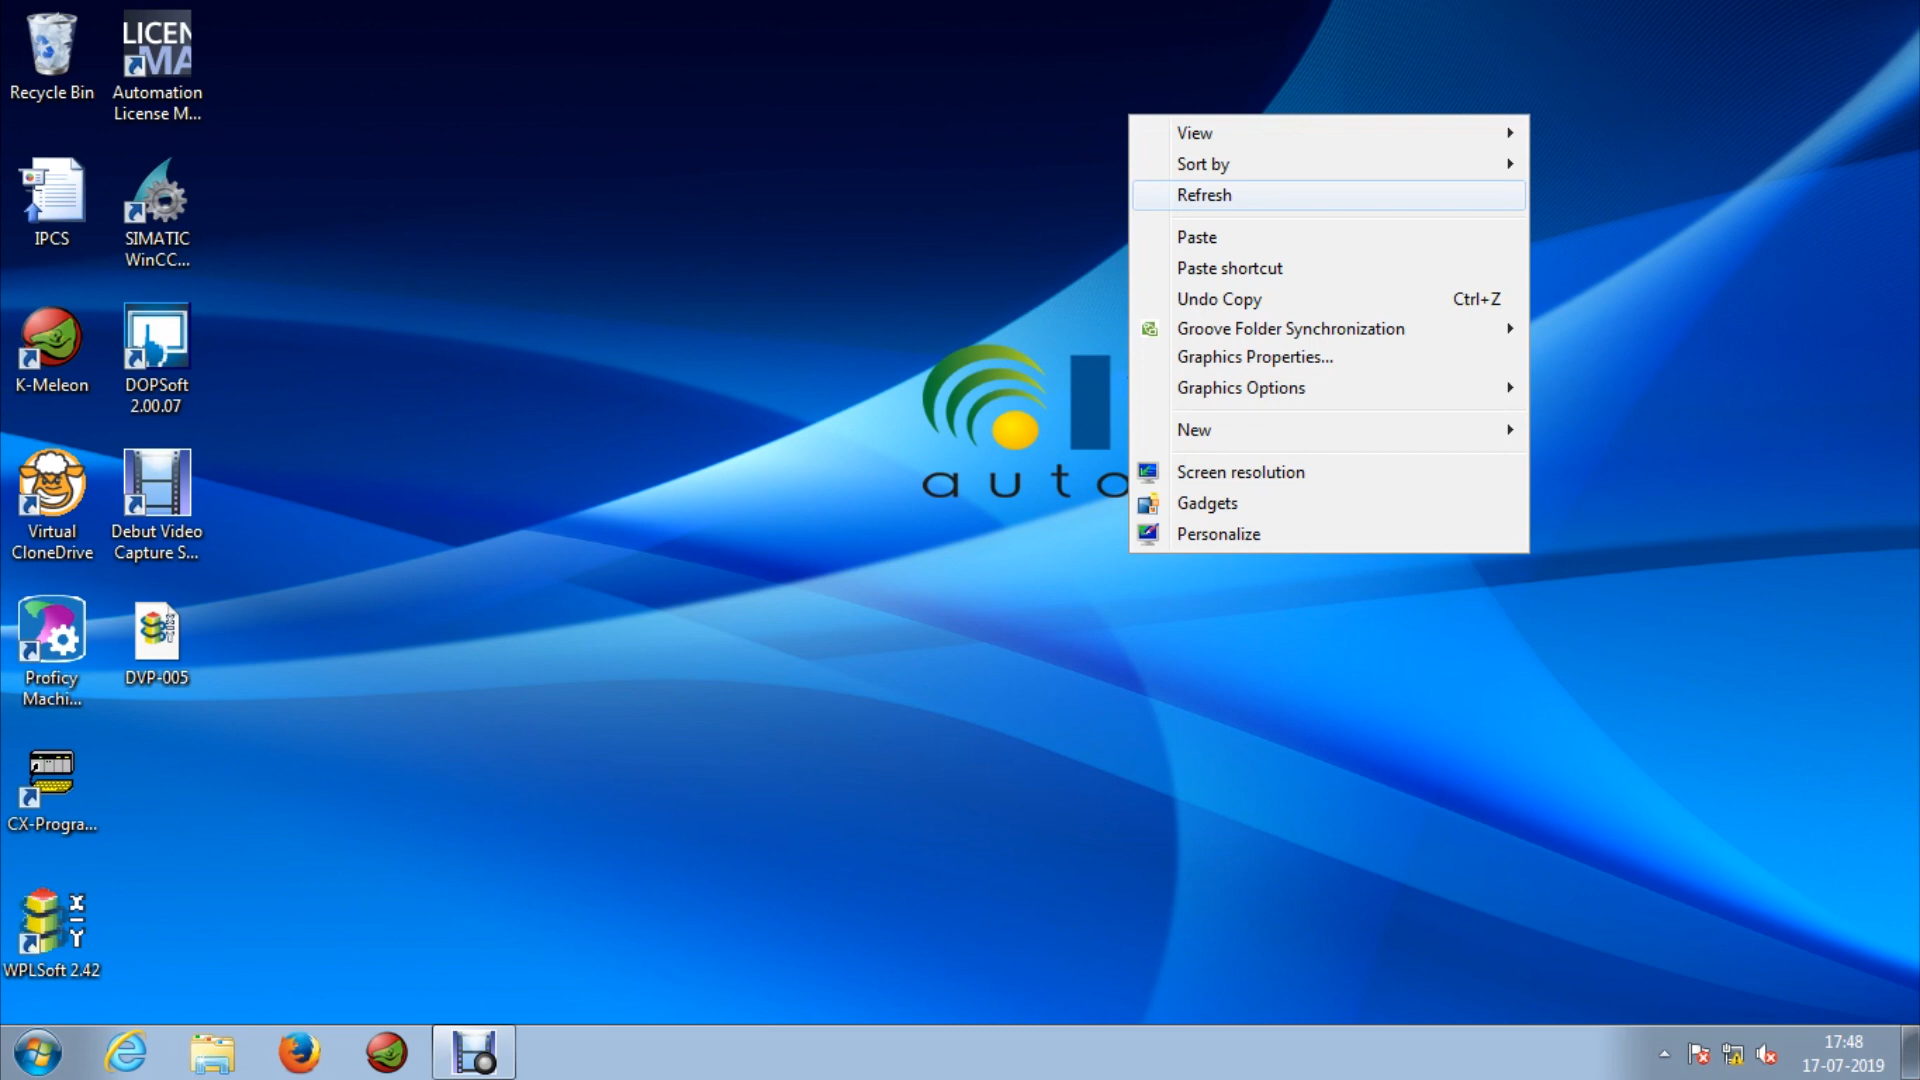 LICEN
MA
Recycle Bin
Automation
License M...
IPCS
SIMATIC
WinCC...
K-Meleon
DOPSoft
2.00.07
Virtual
CloneDrive
Debut Video
Capture S...
Proficy
Machi...
DVP-005
CX-Progra...
X
Y
WPLSoft 2.42
I
auto
View
Sort by
Refresh
Paste
Paste shortcut
Undo Copy Ctrl+Z
Groove Folder Synchronization
Graphics Properties...
Graphics Options
New
Screen resolution
Gadgets
Personalize
17:48
17-07-2019